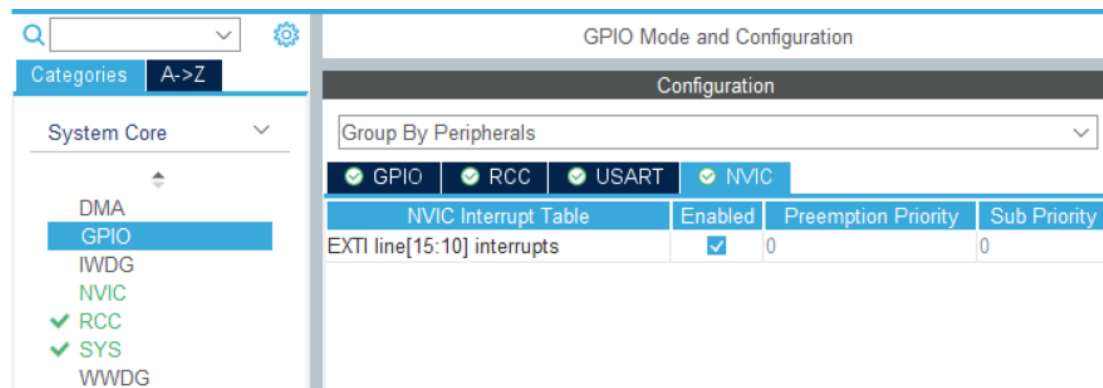 GPIO Mode and Configuration
Categories A->Z
Configuration
System Core
Group By Peripherals
GPIO RCC USART NVIC
NVIC Interrupt Table Enabled Preemption Priority Sub Priority
EXTI line[15:10] interrupts 0 0
DMA
GPIO
IWDG
NVIC
RCC
SYS
WWDG